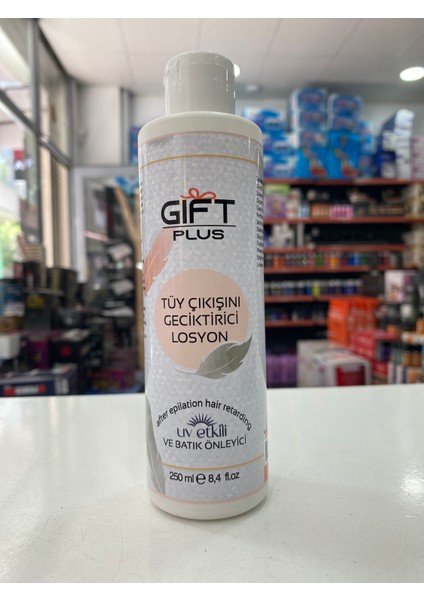 GIFT
PLUS
TÜY ÇIKIŞINI
GECİKTİRİCİ
LOSYON
after epilation hair retarding
uv etkili
VE BATIK ÖNLEYİCİ
250 ml e 8,4 fl.oz